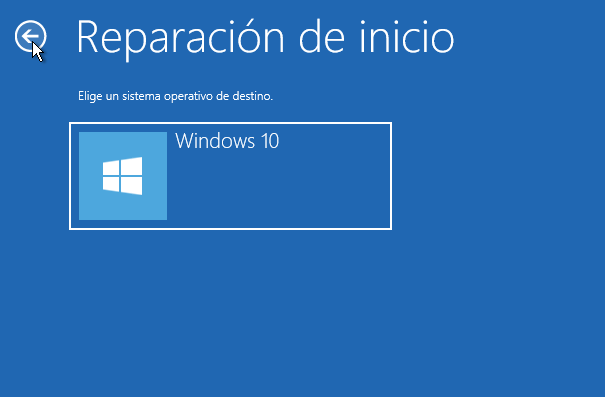 Reparación de inicio
Elige un sistema operativo de destino.
Windows 10